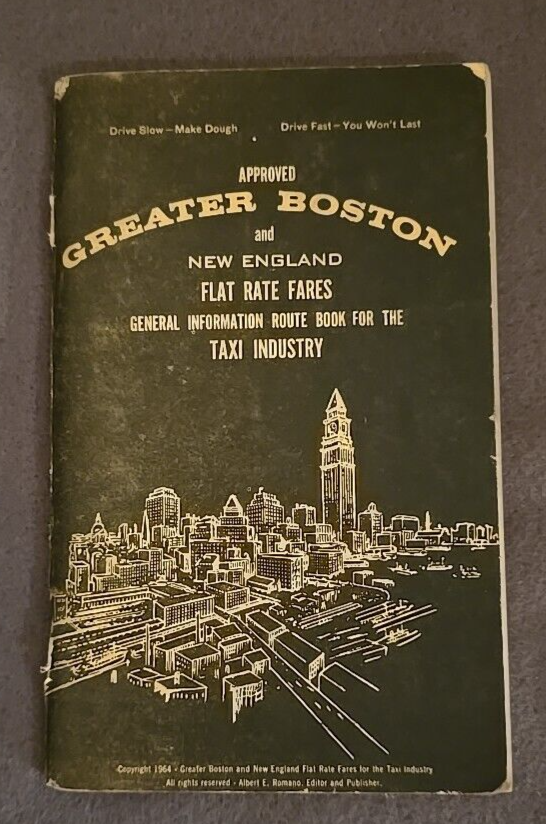 Drive Slow – Make Dough Drive Fast – You Won't Last
APPROVED
GREATER BOSTON
and
NEW ENGLAND
FLAT RATE FARES
GENERAL INFORMATION ROUTE BOOK FOR THE
TAXI INDUSTRY
Copyright 1964 - Greater Boston and New England Flat Rate Fares for the Taxi Industry
All rights reserved - Albert E. Romano, Editor and Publisher.